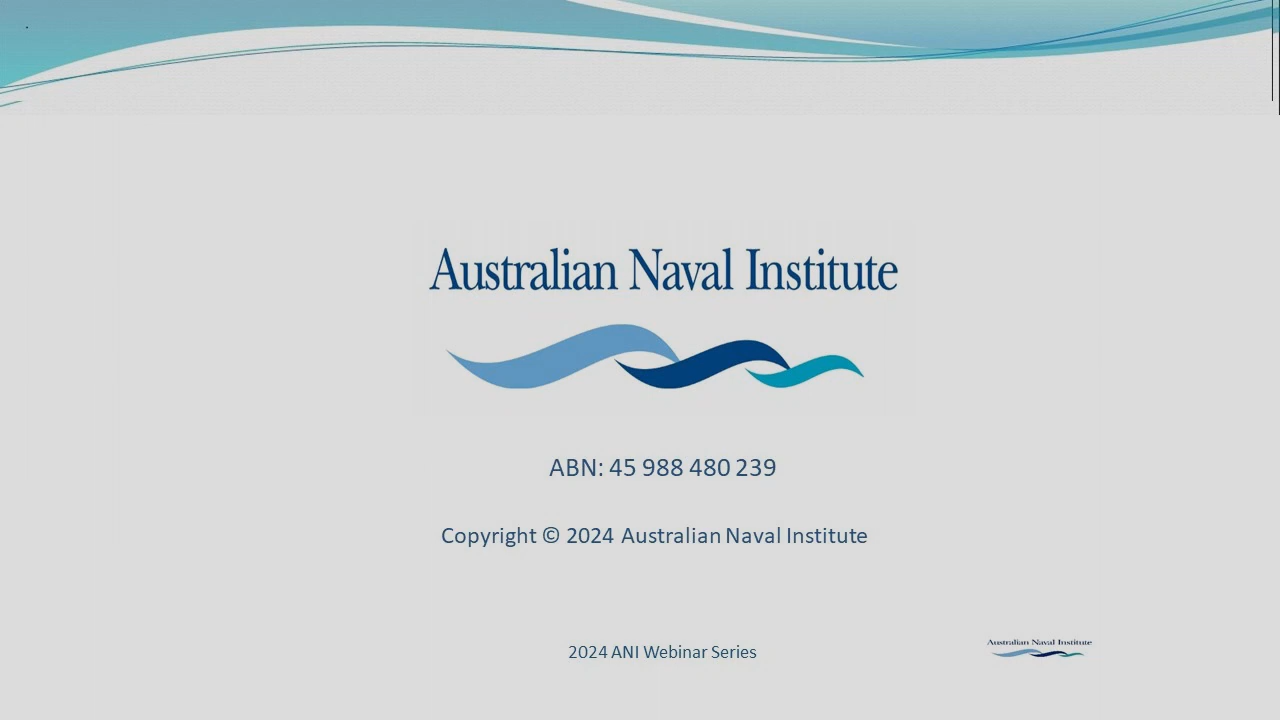 Australian Naval Institute
ABN: 45 988 480 239
Copyright © 2024 Australian Naval Institute
2024 ANI Webinar Series
Australian Naval Institute